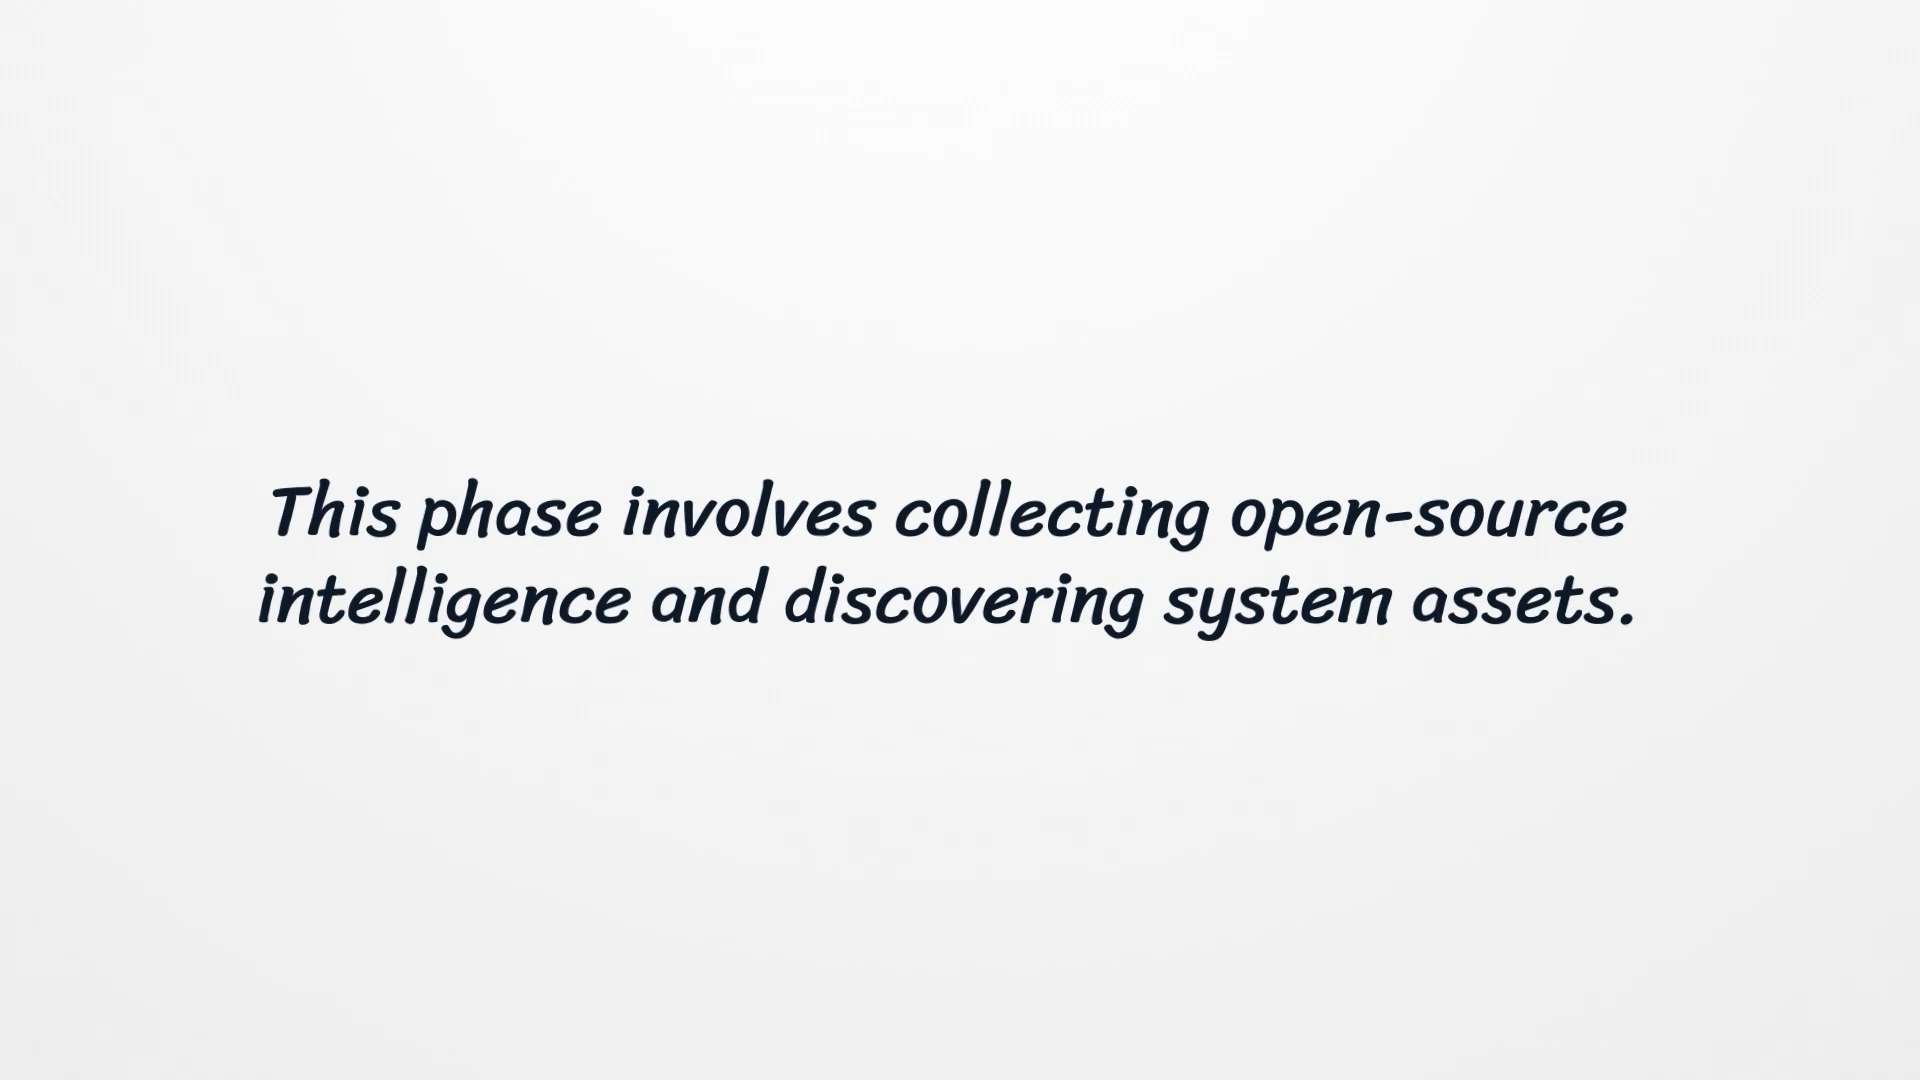 This phase involves collecting open-source
intelligence and discovering system assets.